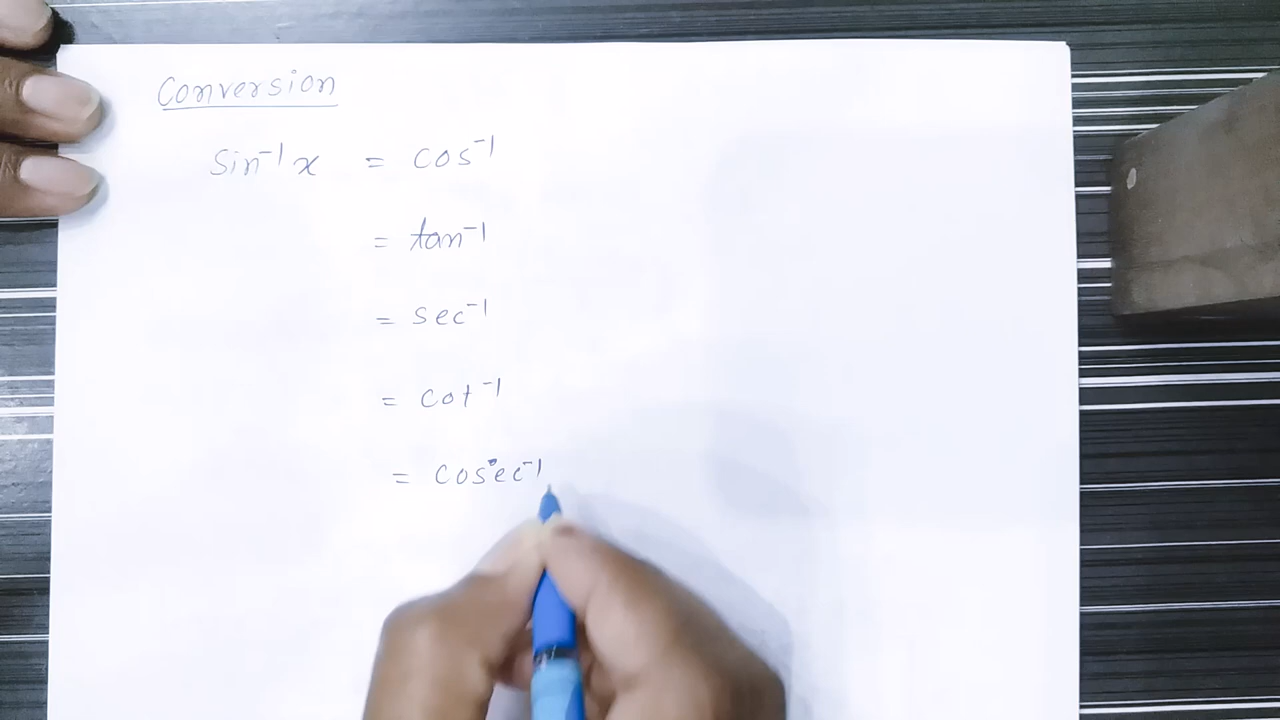 Conversion
sin⁻¹x = cos⁻¹
= tan⁻¹
= sec⁻¹
= cot⁻¹
= cosec⁻¹